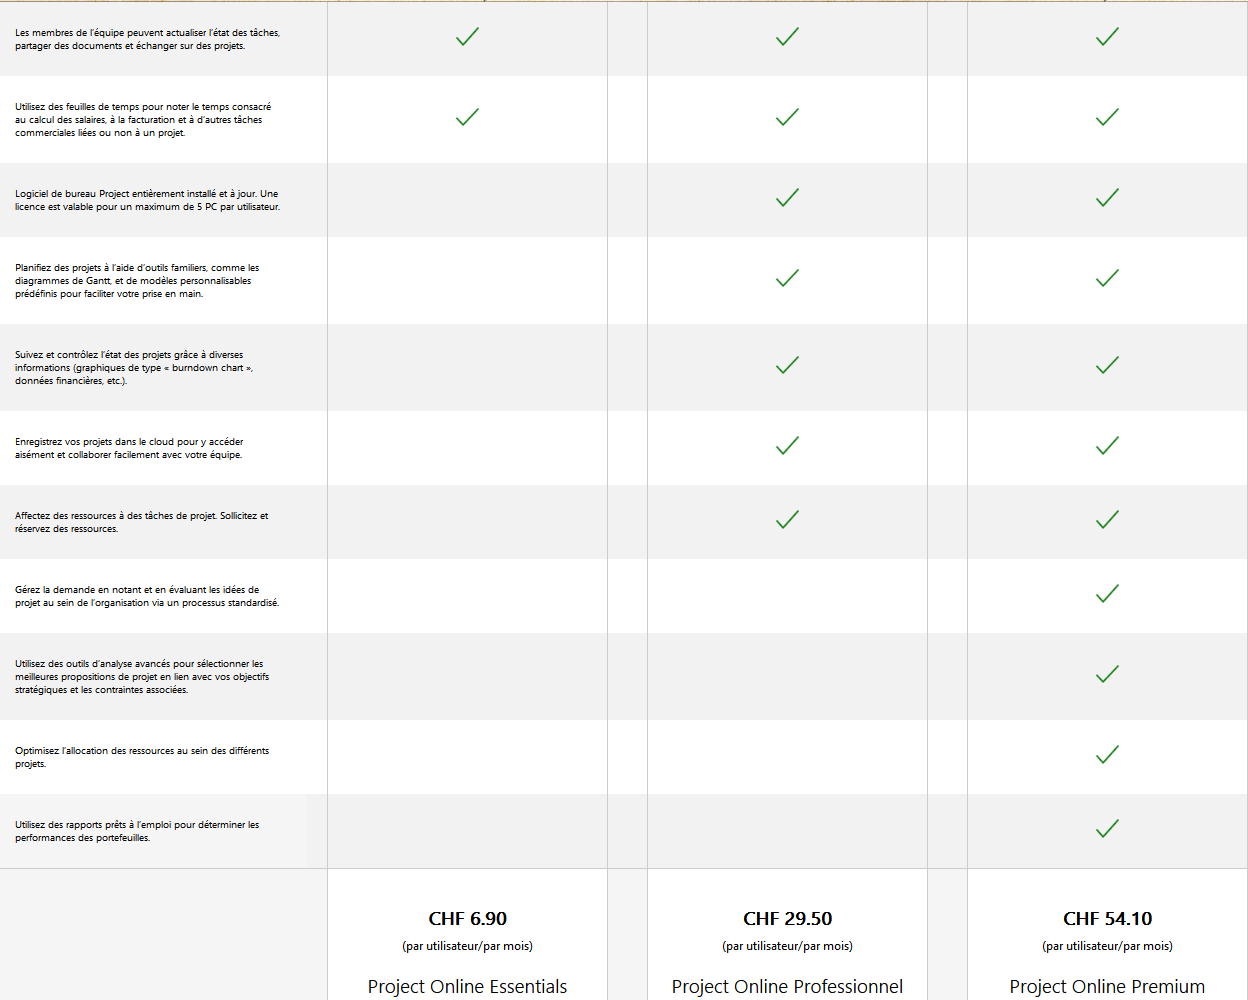 Les membres de l'équipe peuvent actualiser l'état des tâches,
partager des documents et échanger sur des projets.
Utilisez des feuilles de temps pour noter le temps consacré
au calcul des salaires, à la facturation et à d'autres tâches
commerciales liées ou non à un projet.
Logiciel de bureau Project entièrement installé et à jour. Une
licence est valable pour un maximum de 5 PC par utilisateur.
Planifiez des projets à l'aide d'outils familiers, comme les
diagrammes de Gantt, et de modèles personnalisables
prédéfinis pour faciliter votre prise en main.
Suivez et contrôlez l'état des projets grâce à diverses
informations (graphiques de type « burndown chart »,
données financières, etc.).
Enregistrez vos projets dans le cloud pour y accéder
aisément et collaborer facilement avec votre équipe.
Affectez des ressources à des tâches de projet. Sollicitez et
réservez des ressources.
Gérez la demande en notant et en évaluant les idées de
projet au sein de l'organisation via un processus standardisé.
Utilisez des outils d'analyse avancés pour sélectionner les
meilleures propositions de projet en lien avec vos objectifs
stratégiques et les contraintes associées.
Optimisez l'allocation des ressources au sein des différents
projets.
Utilisez des rapports prêts à l'emploi pour déterminer les
performances des portefeuilles.
CHF 6.90
(par utilisateur/par mois)
Project Online Essentials
CHF 29.50
(par utilisateur/par mois)
Project Online Professionnel
CHF 54.10
(par utilisateur/par mois)
Project Online Premium